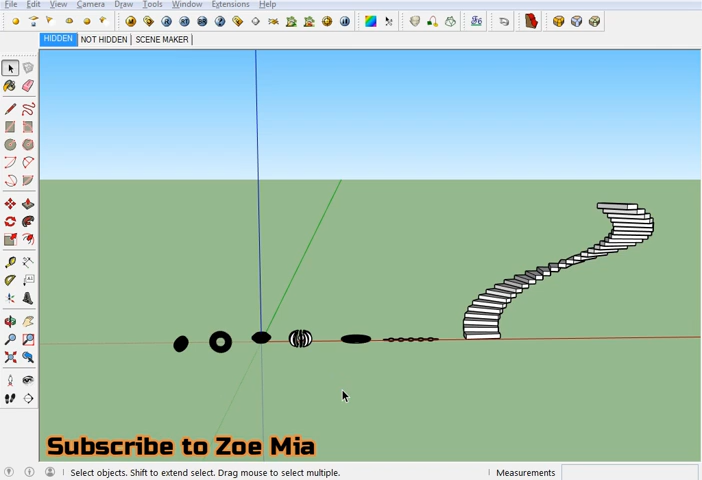 File Edit View Camera Draw Tools Window Extensions Help
HIDDEN NOT HIDDEN SCENE MAKER
Subscribe to Zoe Mia
Select objects. Shift to extend select. Drag mouse to select multiple. Measurements